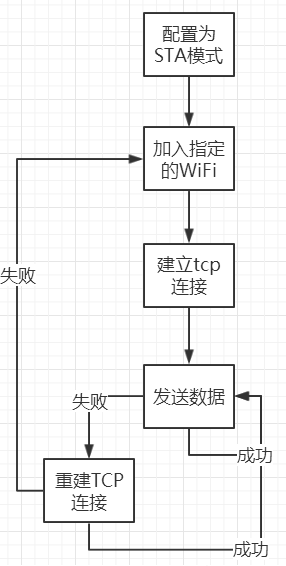 配置为
STA模式
加入指定
的WiFi
失败
建立tcp
连接
发送数据
失败
成功
重建TCP
连接
成功